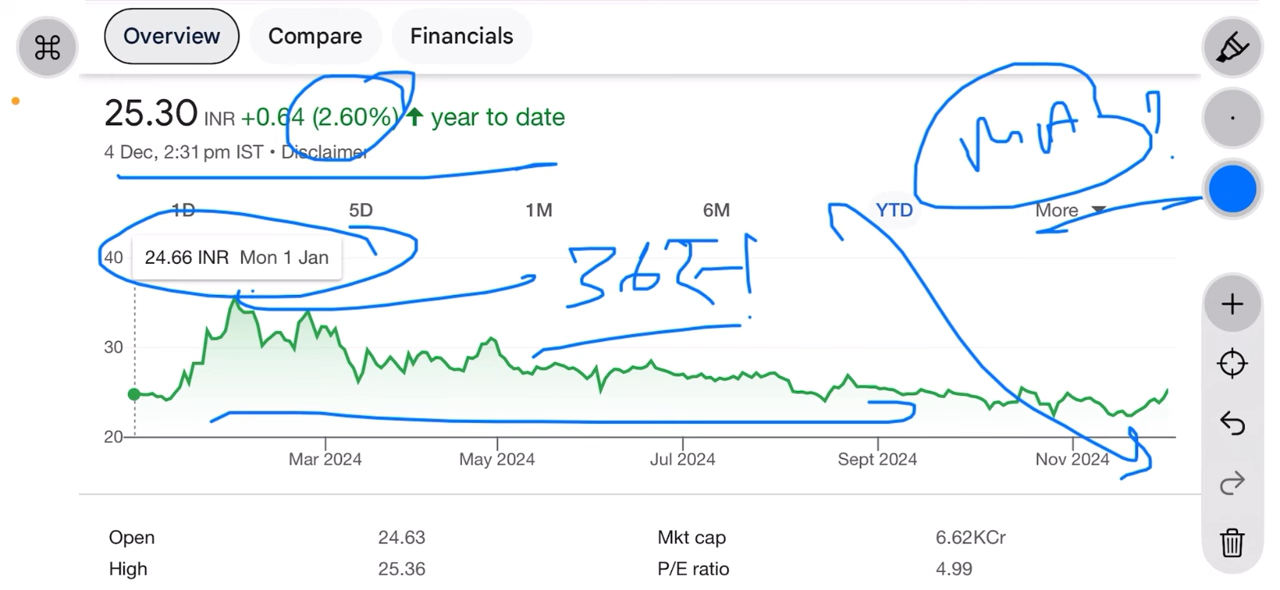 Overview Compare Financials
25.30 INR +0.64 (2.60%) ↑ year to date
4 Dec, 2:31 pm IST • Disclaimer
1D 5D 1M 6M YTD More
40 24.66 INR Mon 1 Jan
30
20
Mar 2024 May 2024 Jul 2024 Sept 2024 Nov 2024
Open 24.63 Mkt cap 6.62KCr
High 25.36 P/E ratio 4.99